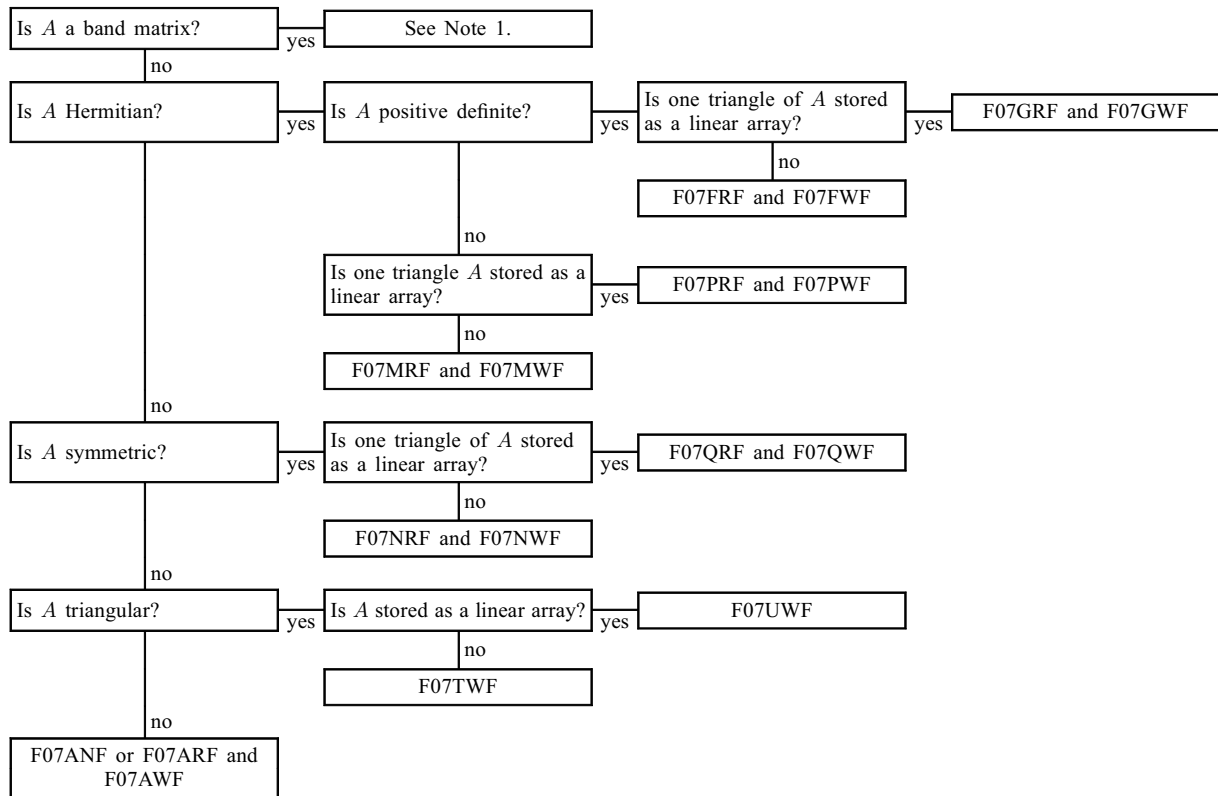 Is A a band matrix?
yes
See Note 1.
no
Is A Hermitian?
yes
Is A positive definite?
yes
Is one triangle of A stored
as a linear array?
yes
F07GRF and F07GWF
no
F07FRF and F07FWF
no
Is one triangle A stored as a
linear array?
yes
F07PRF and F07PWF
no
F07MRF and F07MWF
no
Is A symmetric?
yes
Is one triangle of A stored
as a linear array?
yes
F07QRF and F07QWF
no
F07NRF and F07NWF
no
Is A triangular?
yes
Is A stored as a linear array?
yes
F07UWF
no
F07TWF
no
F07ANF or F07ARF and
F07AWF